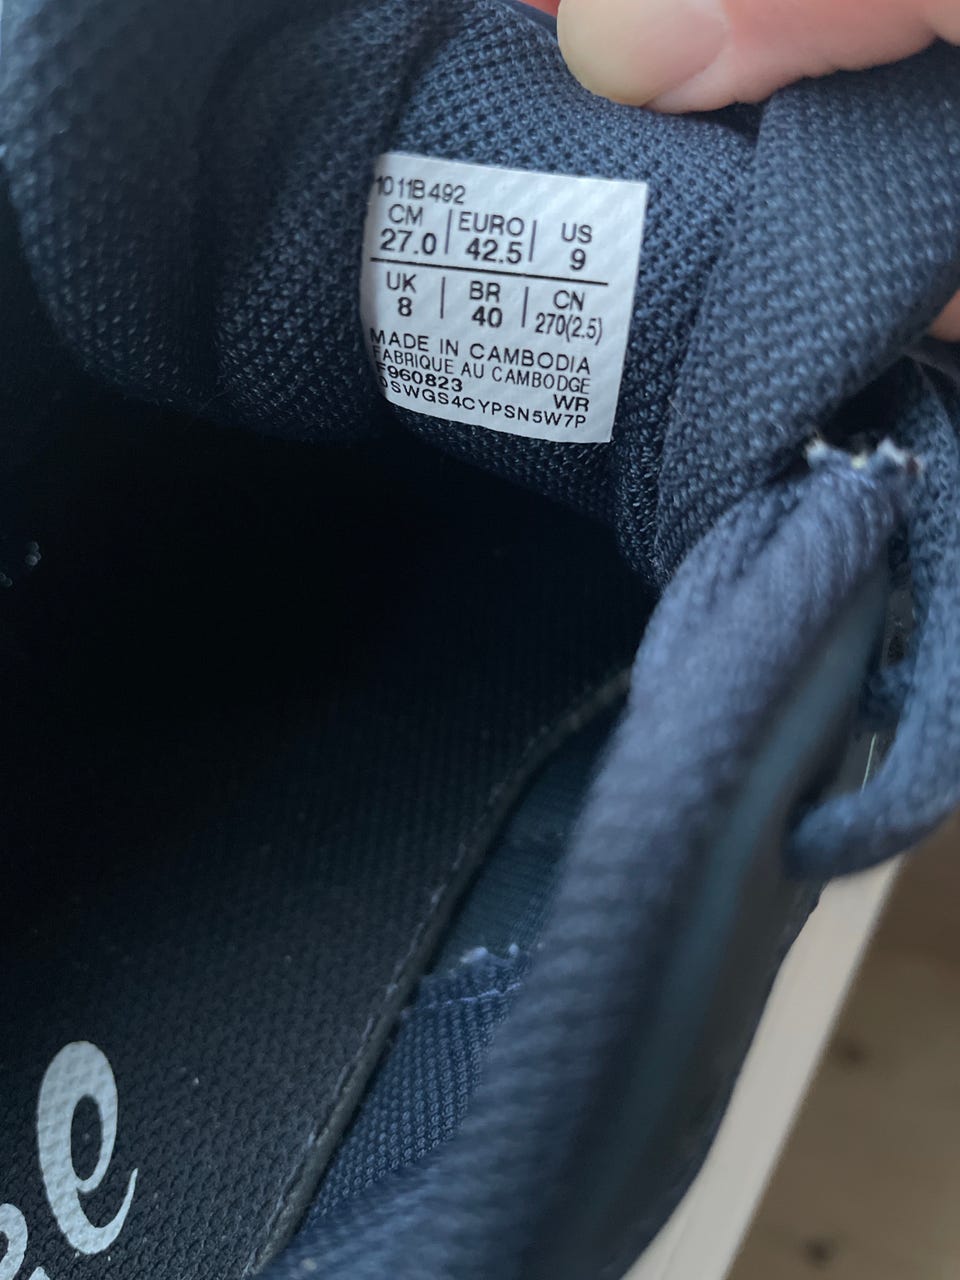 1011B492
CM | EURO | US
27.0 | 42.5 | 9
UK | BR | CN
8 | 40 | 270(2.5)
MADE IN CAMBODIA
FABRIQUE AU CAMBODGE
F960823 WR
0SWGS4CYPSN5W7P
e